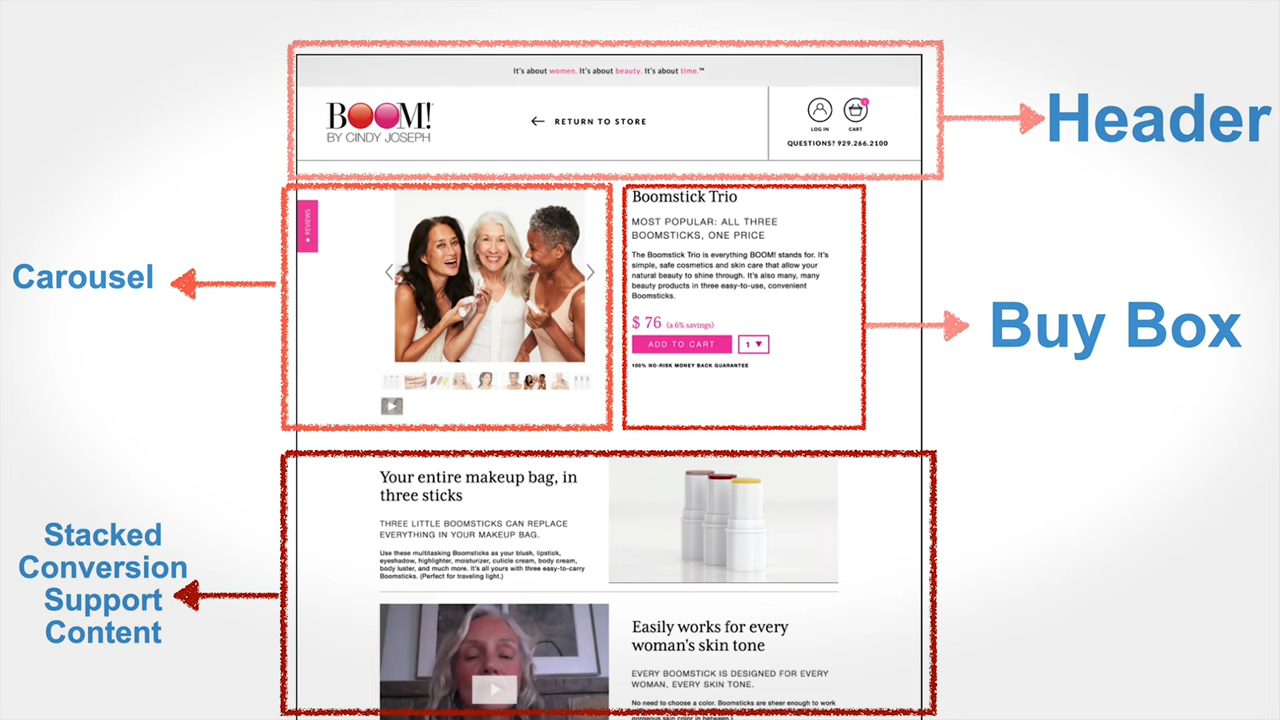 It's about women. It's about beauty. It's about time.™
BOOM!
BY CINDY JOSEPH
RETURN TO STORE
LOG IN
CART
QUESTIONS? 929.266.2100
Header
★ REVIEWS
Carousel
Boomstick Trio
MOST POPULAR: ALL THREE
BOOMSTICKS, ONE PRICE
The Boomstick Trio is everything BOOM! stands for. It's
simple, safe cosmetics and skin care that allow your
natural beauty to shine through. It's also many, many
beauty products in three easy-to-use, convenient
Boomsticks.
$ 76 (a 6% savings)
ADD TO CART 1
100% NO-RISK MONEY BACK GUARANTEE
Buy Box
Stacked
Conversion
Support
Content
Your entire makeup bag, in
three sticks
THREE LITTLE BOOMSTICKS CAN REPLACE
EVERYTHING IN YOUR MAKEUP BAG.
Use these multitasking Boomsticks as your blush, lipstick,
eyeshadow, highlighter, moisturizer, cuticle cream, body cream,
body luster, and much more. It's all yours with three easy-to-carry
Boomsticks. (Perfect for traveling light.)
Easily works for every
woman's skin tone
EVERY BOOMSTICK IS DESIGNED FOR EVERY
WOMAN, EVERY SKIN TONE.
No need to choose a color. Boomsticks are sheer enough to work
gorgeous skin color in between.)